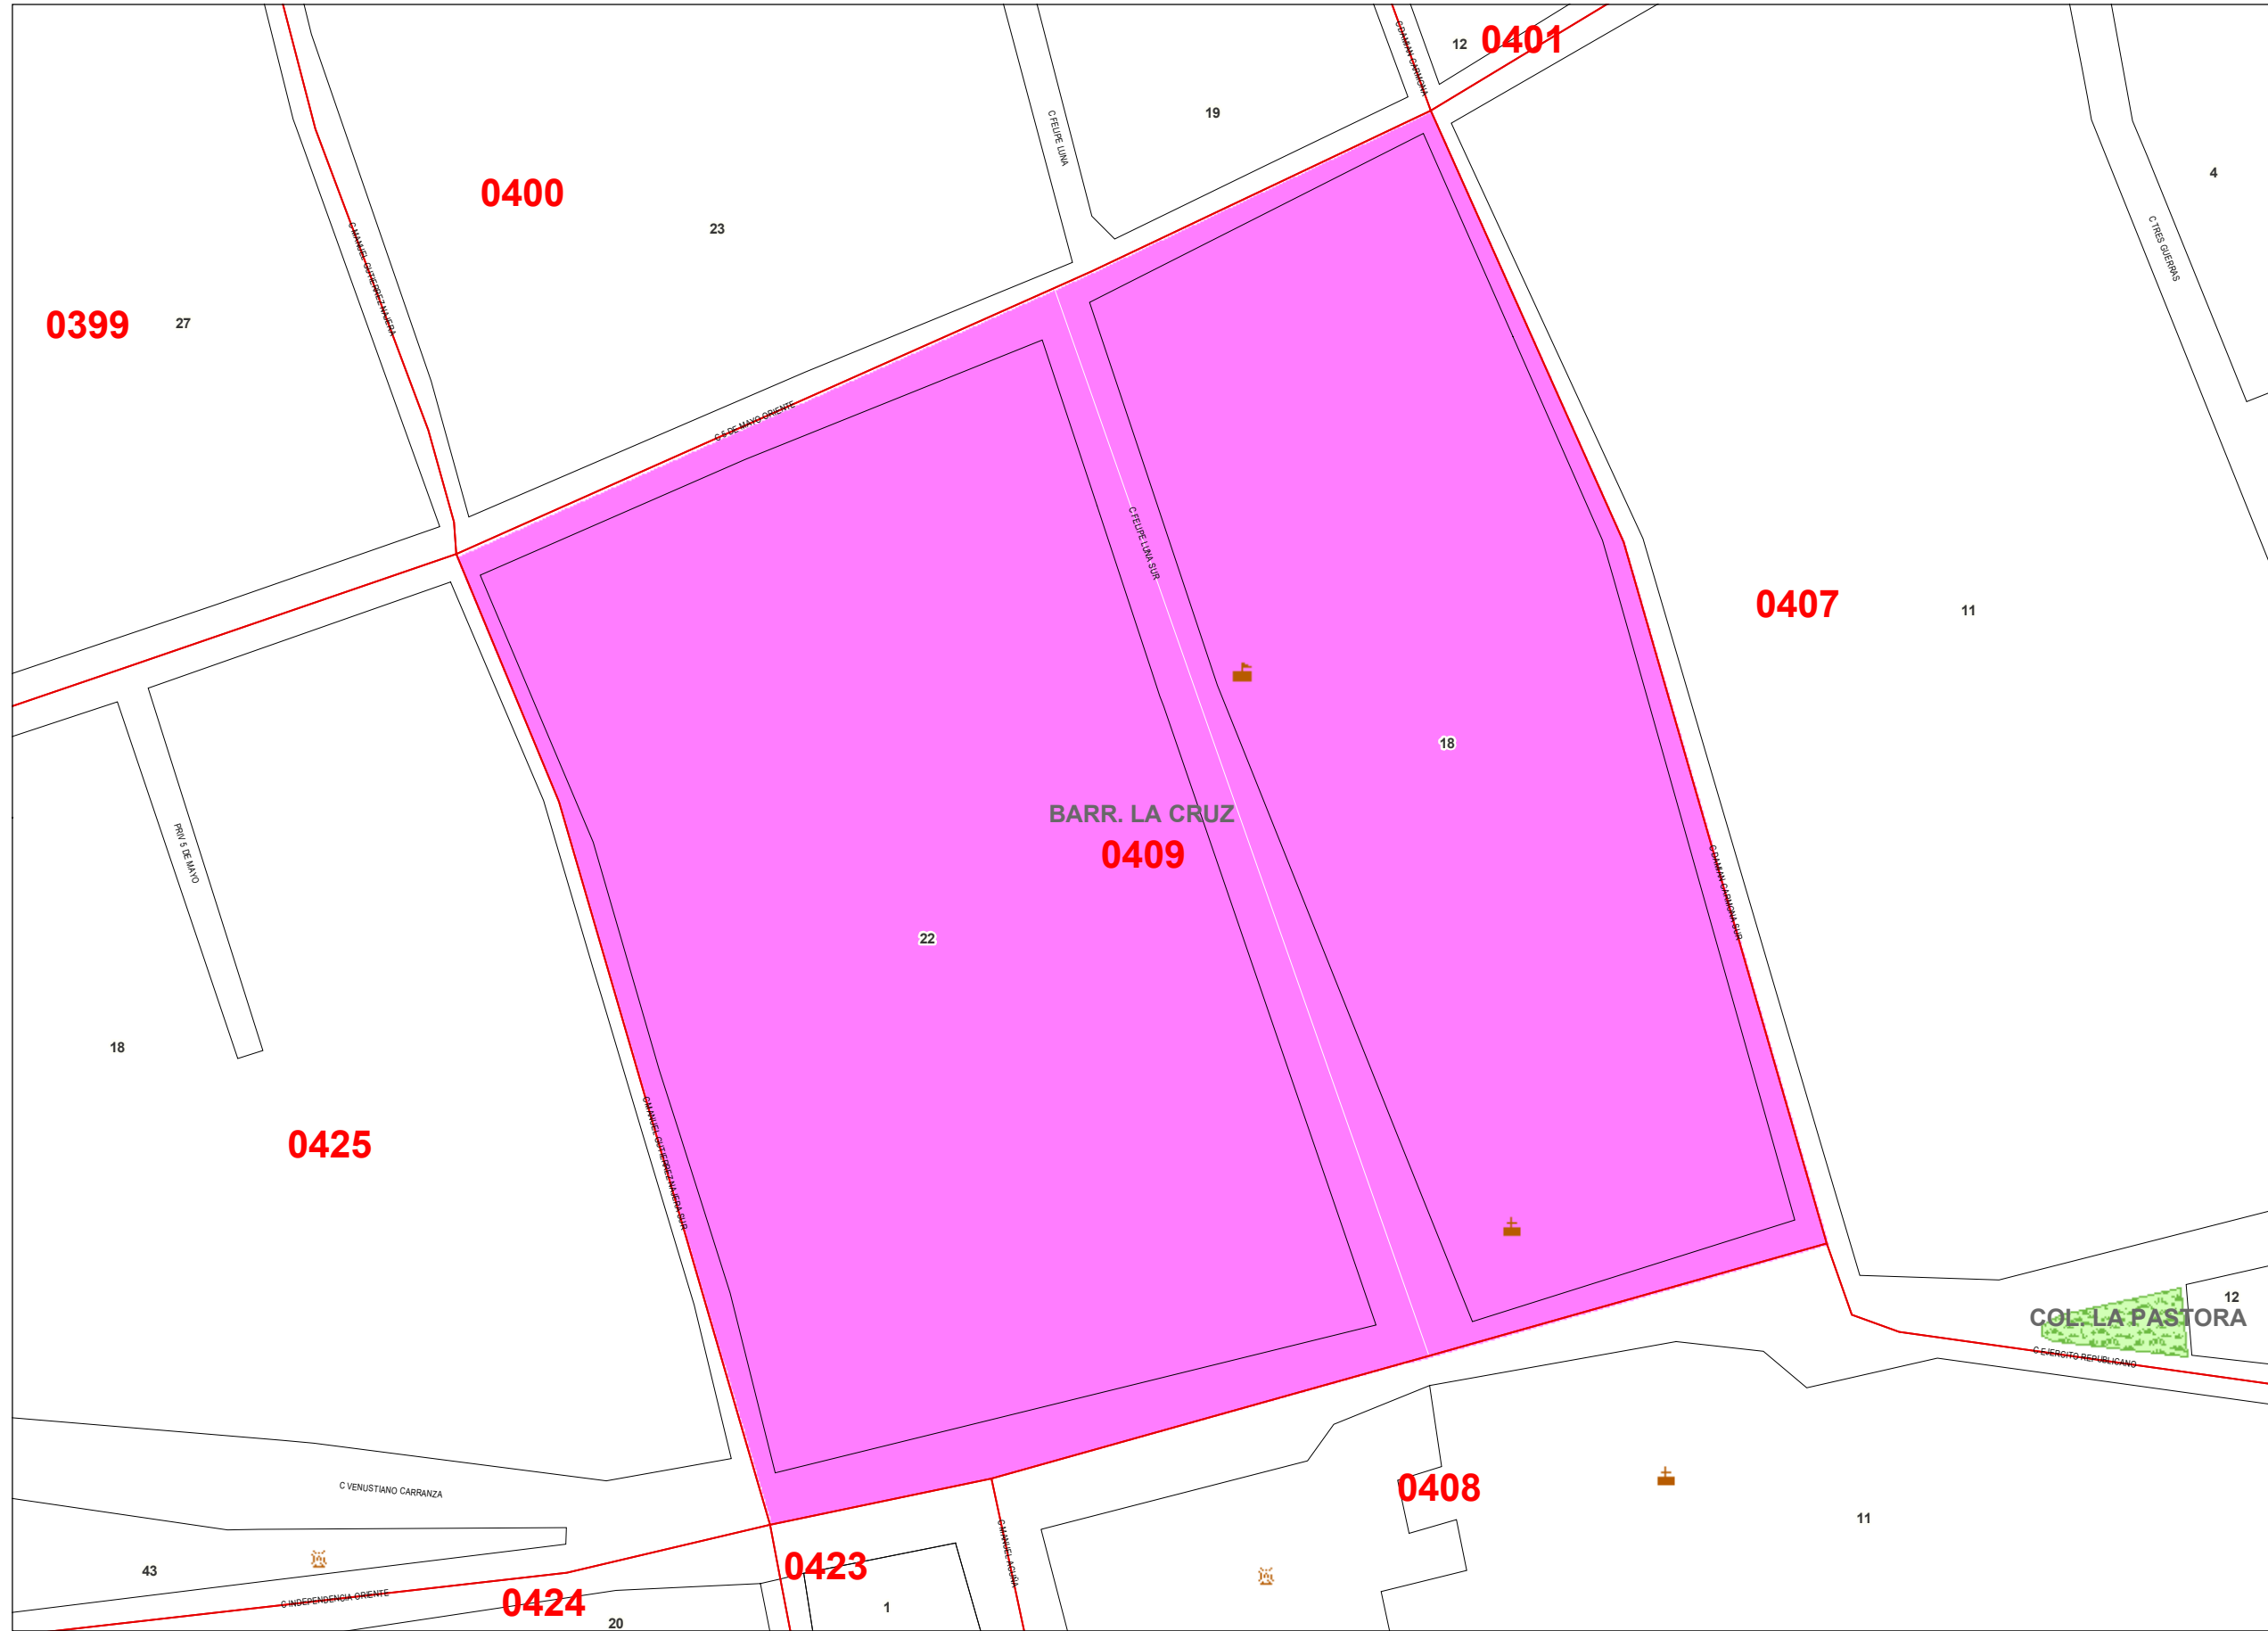 C DAMIAN CARMONA
12
0401
19
C FELIPE LUNA
4
0400
23
C TRES GUERRAS
C MANUEL GUTIERREZ NAJERA
0399
27
C 5 DE MAYO ORIENTE
C FELIPE LUNA SUR
0407
11
18
BARR. LA CRUZ
0409
PRIV 5 DE MAYO
C DAMIAN CARMONA SUR
22
18
0425
C MANUEL GUTIERREZ NAJERA SUR
12
COL. LA PASTORA
C EJERCITO REPUBLICANO
C VENUSTIANO CARRANZA
0408
11
C MANUEL ACUÑA
0423
43
C INDEPENDENCIA ORIENTE
0424
1
20